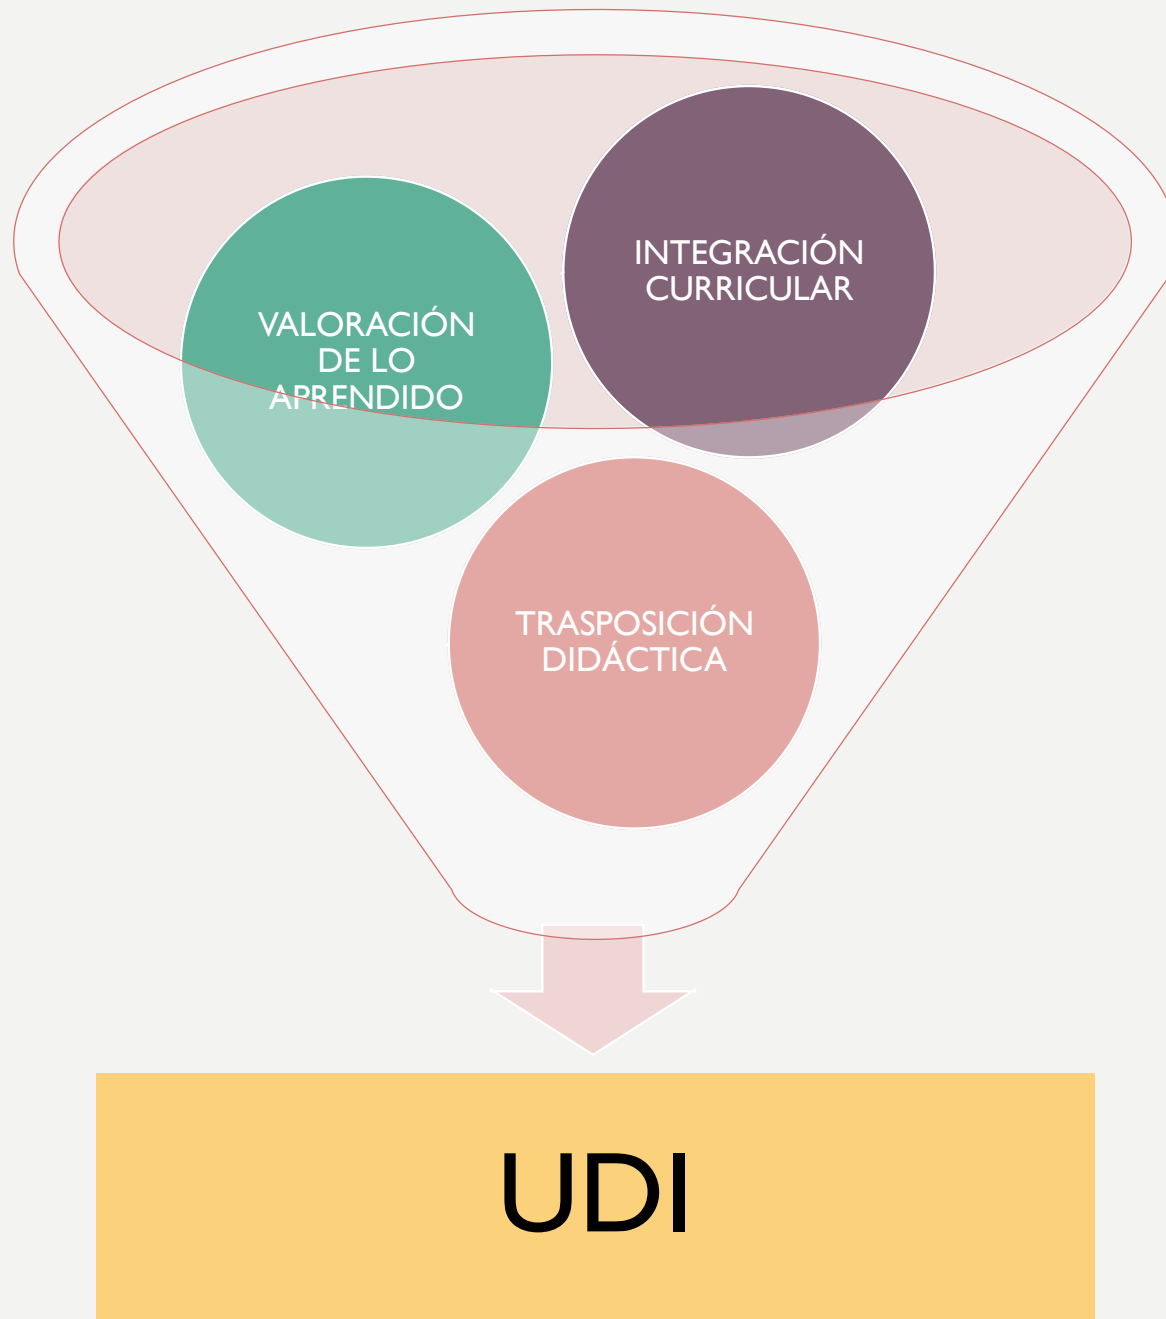 INTEGRACIÓN
CURRICULAR
VALORACIÓN
DE LO
APRENDIDO
TRASPOSICIÓN
DIDÁCTICA
UDI